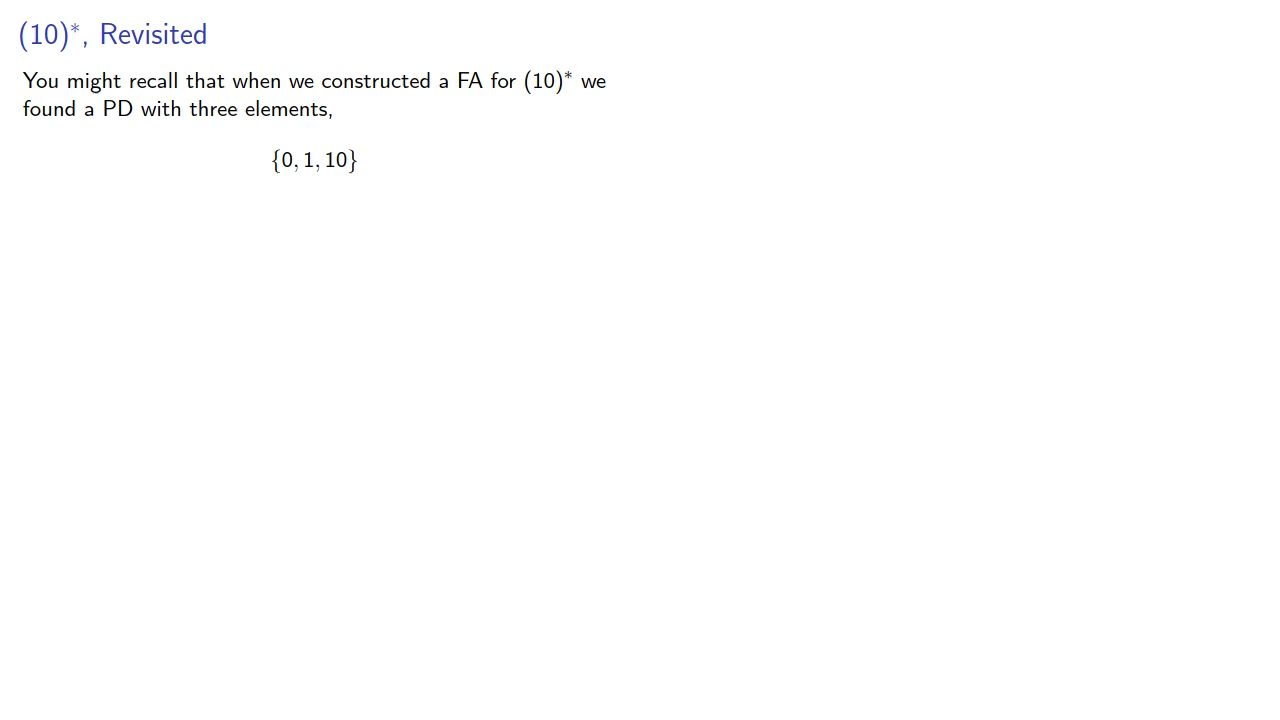 (10)*, Revisited
You might recall that when we constructed a FA for (10)* we
found a PD with three elements,
{0, 1, 10}